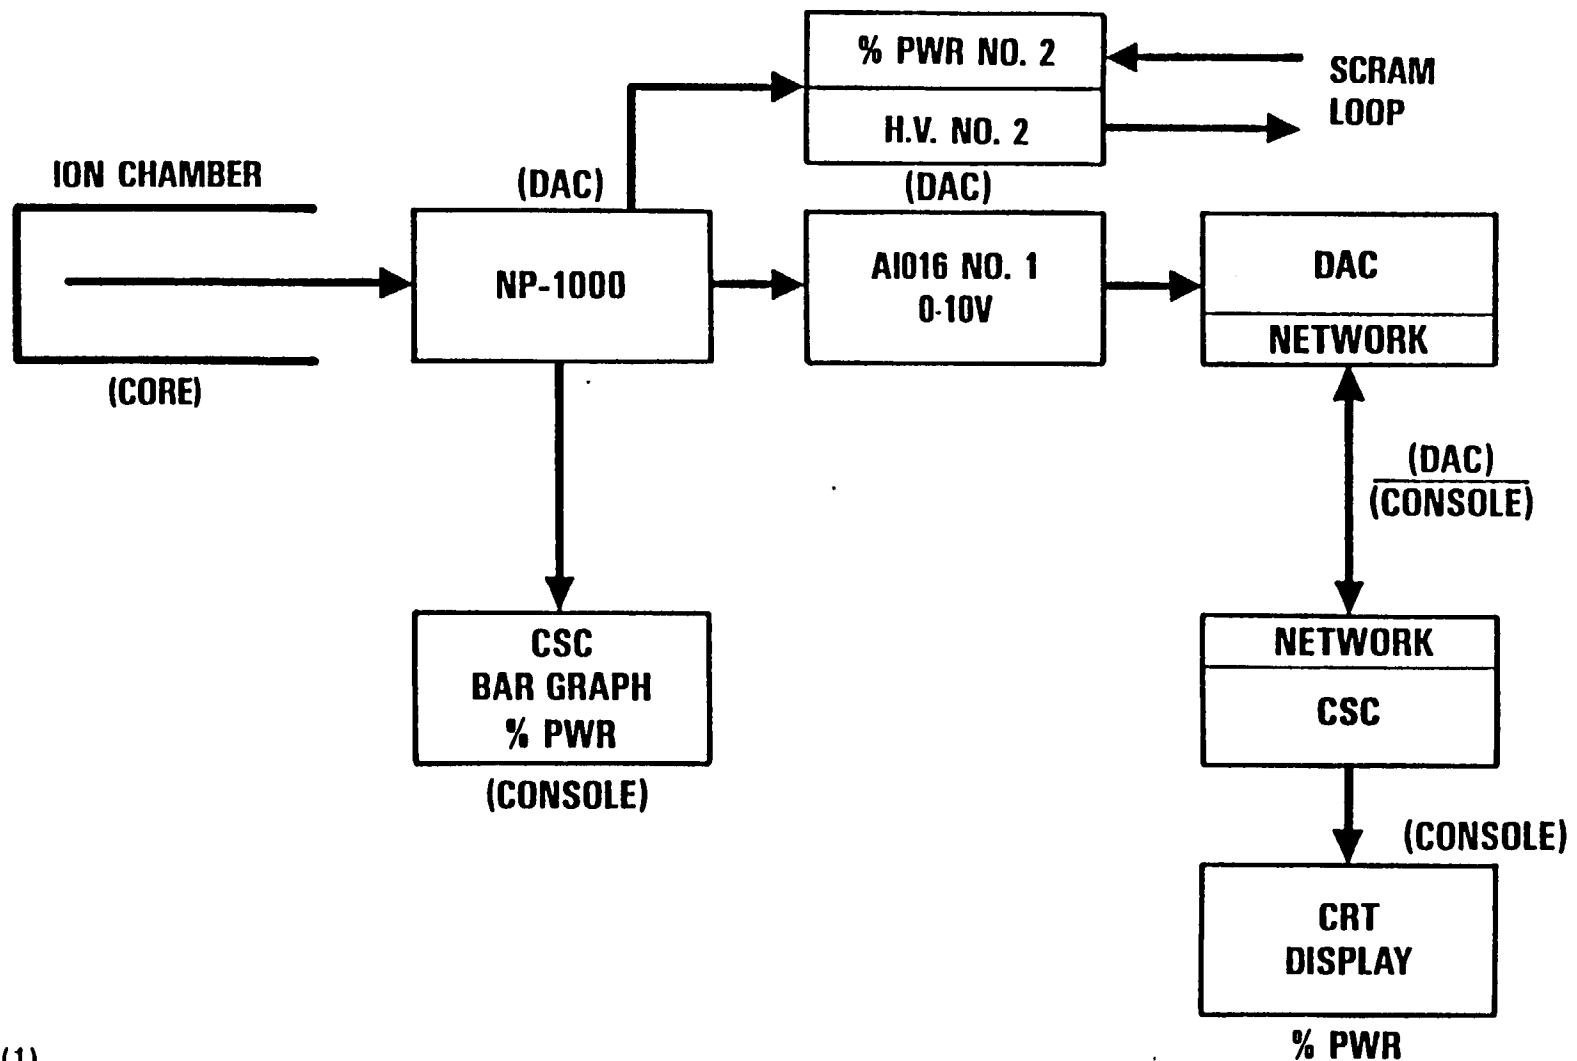 % PWR NO. 2
H.V. NO. 2
SCRAM
LOOP
ION CHAMBER
(CORE)
(DAC)
NP-1000
(DAC)
AI016 NO. 1
0-10V
DAC
NETWORK
(DAC)
(CONSOLE)
CSC
BAR GRAPH
% PWR
(CONSOLE)
NETWORK
CSC
(CONSOLE)
CRT
DISPLAY
% PWR
(1)